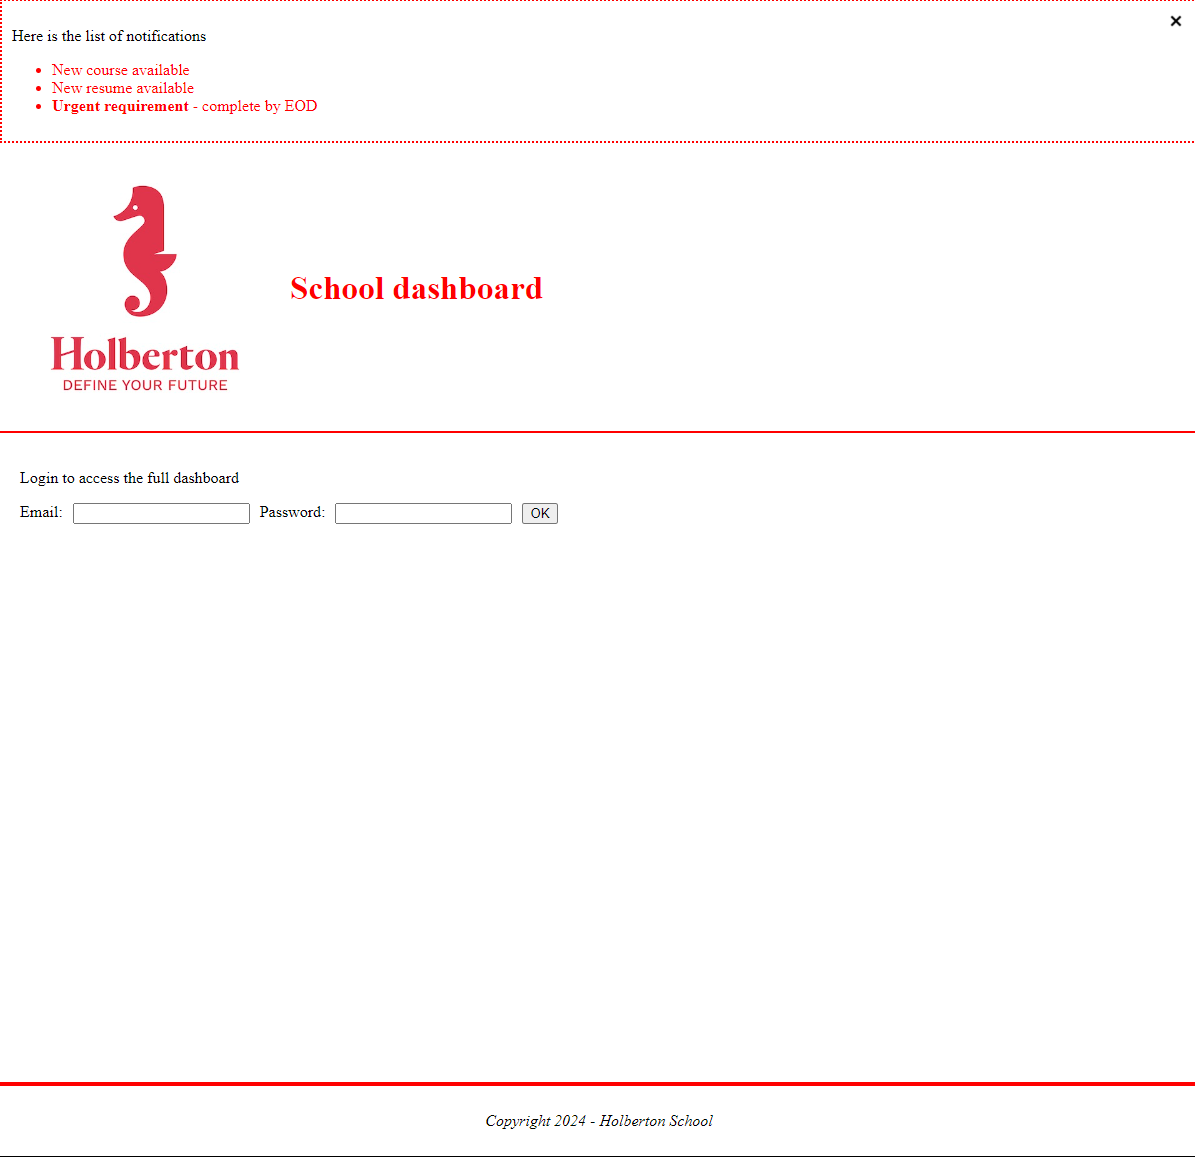 Here is the list of notifications
New course available
New resume available
Urgent requirement - complete by EOD
School dashboard
Holberton
DEFINE YOUR FUTURE
Login to access the full dashboard
Email: Password: OK
Copyright 2024 - Holberton School